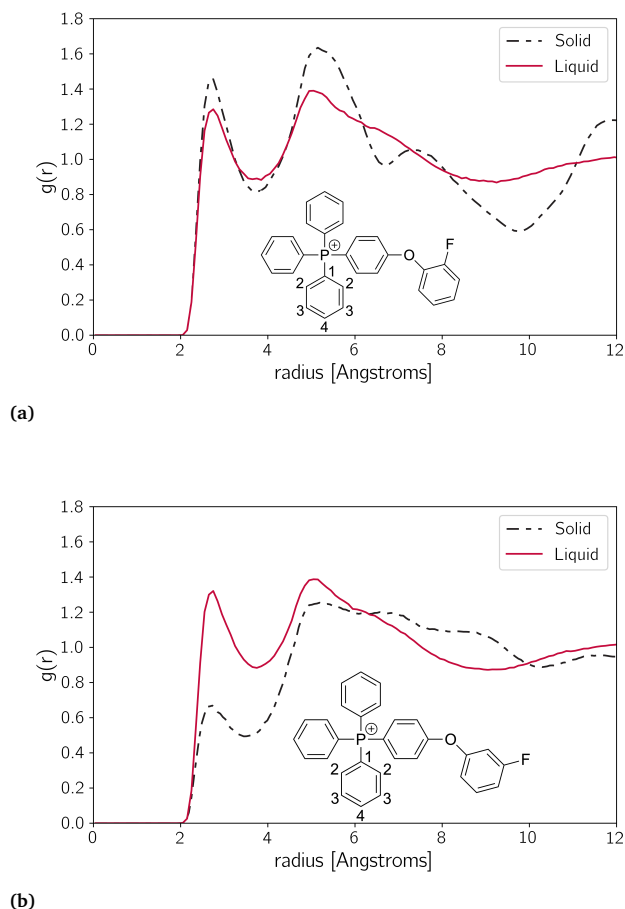 1.8
1.6
1.4
1.2
1.0
0.8
0.6
0.4
0.2
0.0
g(r)
Solid
Liquid
F
P
⊕
O
1
2 2
3 3
4
0 2 4 6 8 10 12
radius [Angstroms]
(a)
1.8
1.6
1.4
1.2
1.0
0.8
0.6
0.4
0.2
0.0
g(r)
Solid
Liquid
P
⊕
O
F
1
2 2
3 3
4
0 2 4 6 8 10 12
radius [Angstroms]
(b)